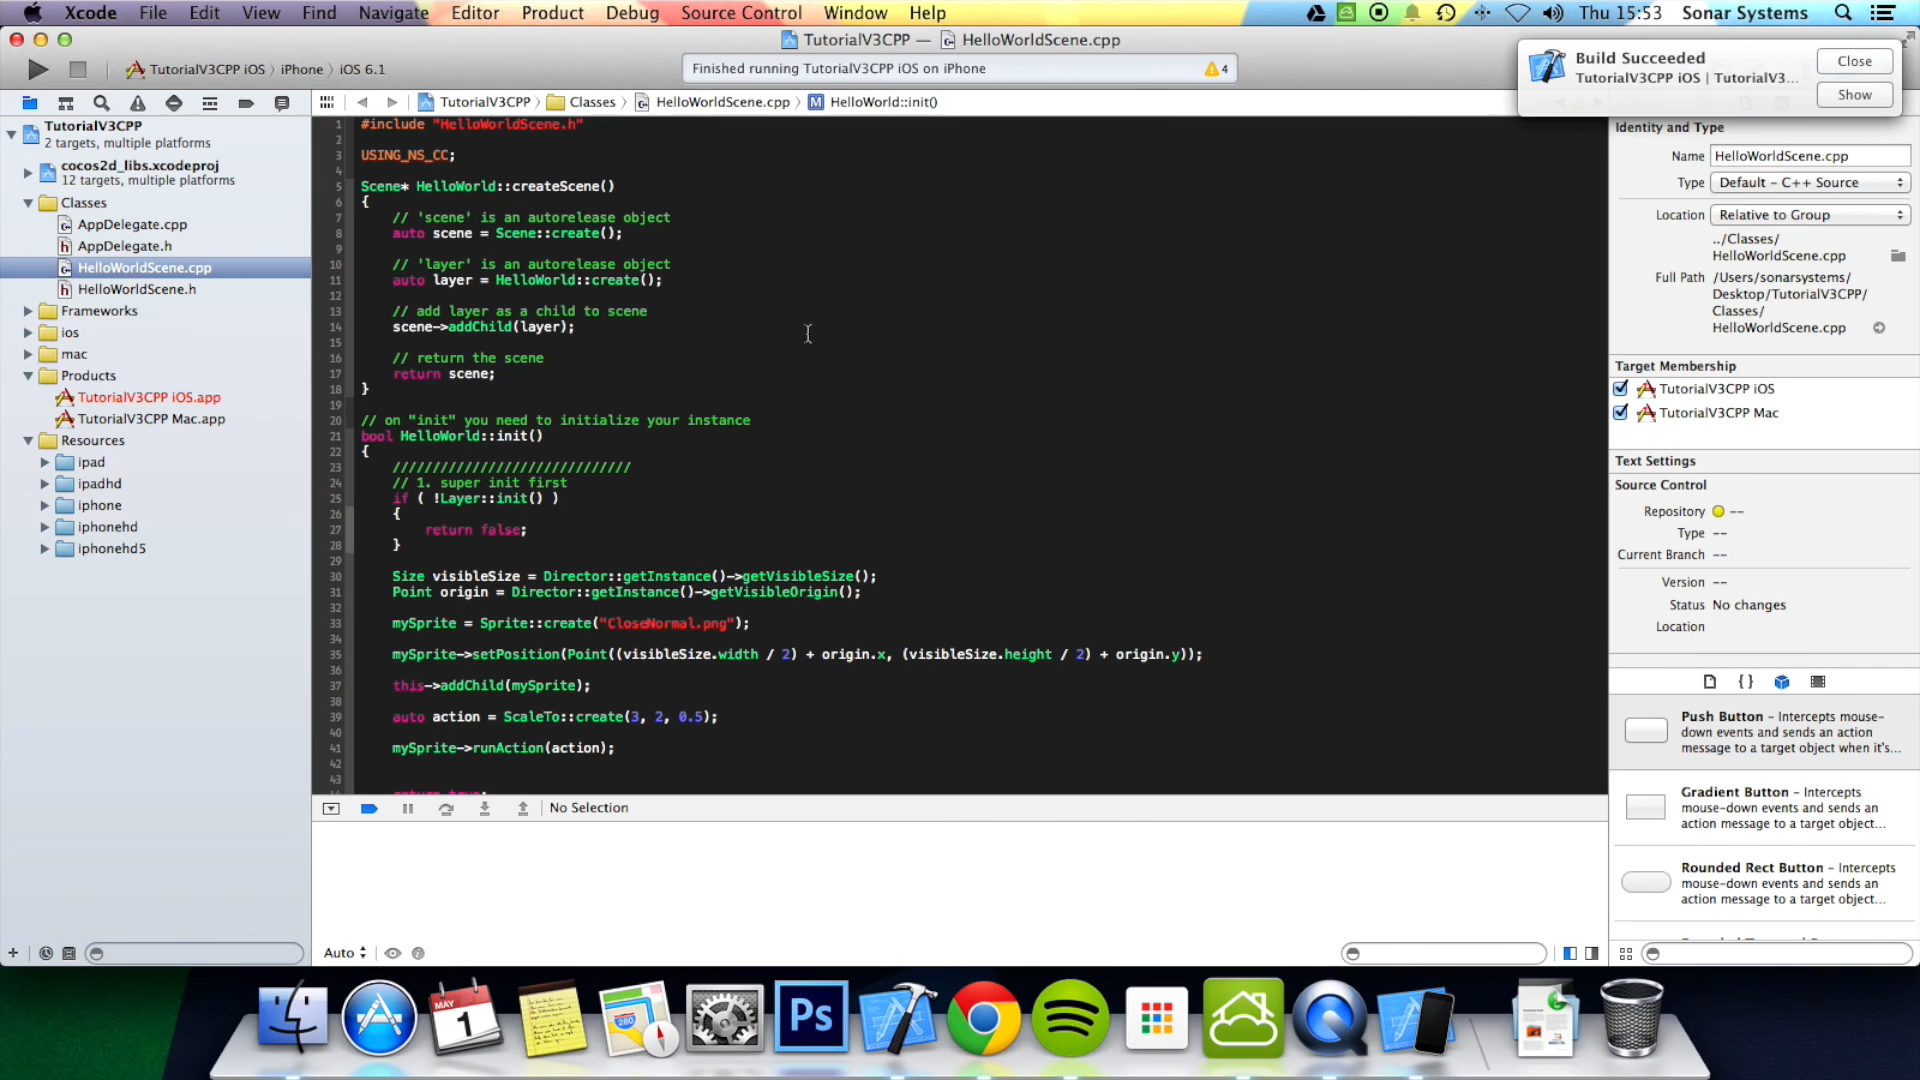 Xcode File Edit View Find Navigate Editor Product Debug Source Control Window Help Thu 15:53 Sonar Systems
TutorialV3CPP — HelloWorldScene.cpp
TutorialV3CPP iOS › iPhone › iOS 6.1
Finished running TutorialV3CPP iOS on iPhone 4
Build Succeeded
TutorialV3CPP iOS | TutorialV3...
Close
Show
TutorialV3CPP › Classes › HelloWorldScene.cpp › M HelloWorld::init()
TutorialV3CPP
2 targets, multiple platforms
cocos2d_libs.xcodeproj
12 targets, multiple platforms
Classes
AppDelegate.cpp
AppDelegate.h
HelloWorldScene.cpp
HelloWorldScene.h
Frameworks
ios
mac
Products
TutorialV3CPP iOS.app
TutorialV3CPP Mac.app
Resources
ipad
ipadhd
iphone
iphonehd
iphonehd5
1 #include "HelloWorldScene.h"
2
3 USING_NS_CC;
4
5 Scene* HelloWorld::createScene()
6 {
7 // 'scene' is an autorelease object
8 auto scene = Scene::create();
9
10 // 'layer' is an autorelease object
11 auto layer = HelloWorld::create();
12
13 // add layer as a child to scene
14 scene->addChild(layer);
15
16 // return the scene
17 return scene;
18 }
19
20 // on "init" you need to initialize your instance
21 bool HelloWorld::init()
22 {
23 //////////////////////////////
24 // 1. super init first
25 if ( !Layer::init() )
26 {
27 return false;
28 }
29
30 Size visibleSize = Director::getInstance()->getVisibleSize();
31 Point origin = Director::getInstance()->getVisibleOrigin();
32
33 mySprite = Sprite::create("CloseNormal.png");
34
35 mySprite->setPosition(Point((visibleSize.width / 2) + origin.x, (visibleSize.height / 2) + origin.y));
36
37 this->addChild(mySprite);
38
39 auto action = ScaleTo::create(3, 2, 0.5);
40
41 mySprite->runAction(action);
42
43
No Selection
Auto
Identity and Type
Name HelloWorldScene.cpp
Type Default - C++ Source
Location Relative to Group
../Classes/
HelloWorldScene.cpp
Full Path /Users/sonarsystems/
Desktop/TutorialV3CPP/
Classes/
HelloWorldScene.cpp
Target Membership
TutorialV3CPP iOS
TutorialV3CPP Mac
Text Settings
Source Control
Repository --
Type --
Current Branch --
Version --
Status No changes
Location
{ }
Push Button - Intercepts mouse-
down events and sends an action
message to a target object when it's...
Gradient Button - Intercepts
mouse-down events and sends an
action message to a target object...
Rounded Rect Button - Intercepts
mouse-down events and sends an
action message to a target object...
MAY
1
280
Ps